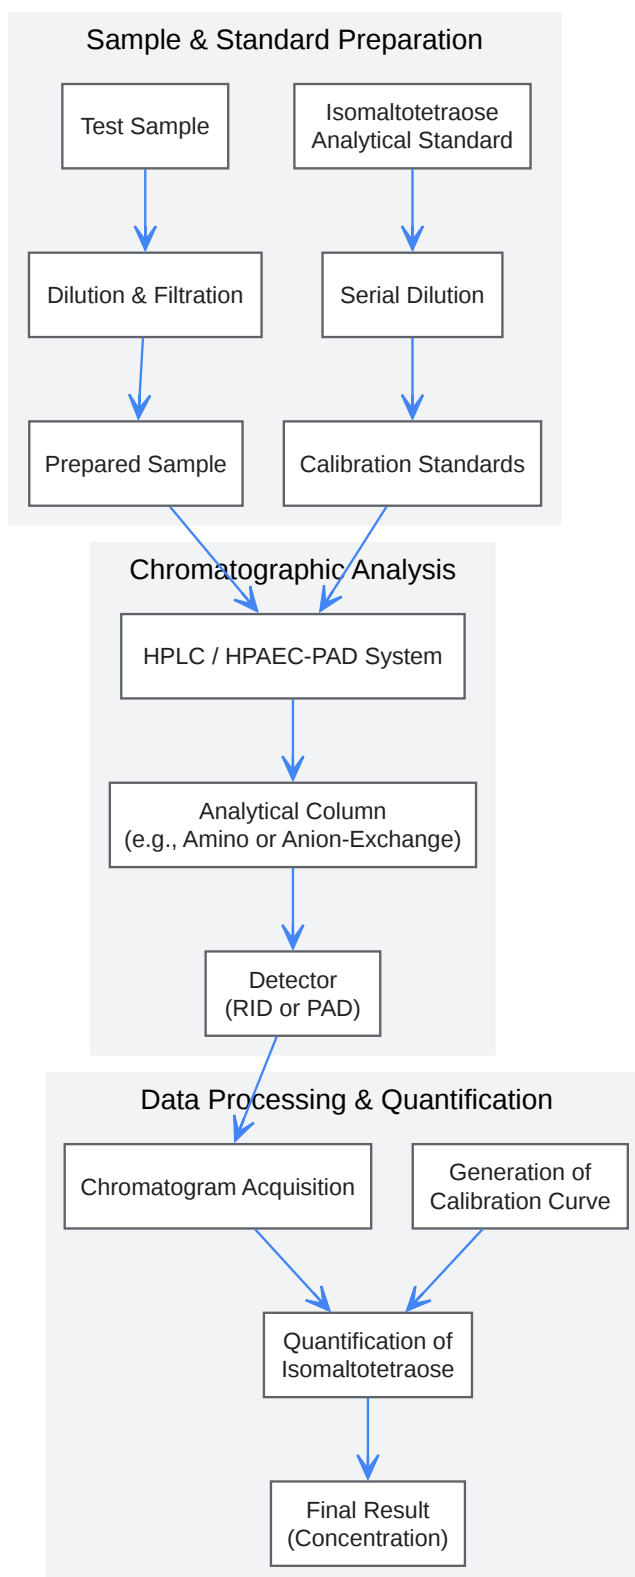 Sample & Standard Preparation
Test Sample
Isomaltotetraose
Analytical Standard
Dilution & Filtration
Serial Dilution
Prepared Sample
Calibration Standards
Chromatographic Analysis
HPLC / HPAEC-PAD System
Analytical Column
(e.g., Amino or Anion-Exchange)
Detector
(RID or PAD)
Data Processing & Quantification
Chromatogram Acquisition
Generation of
Calibration Curve
Quantification of
Isomaltotetraose
Final Result
(Concentration)